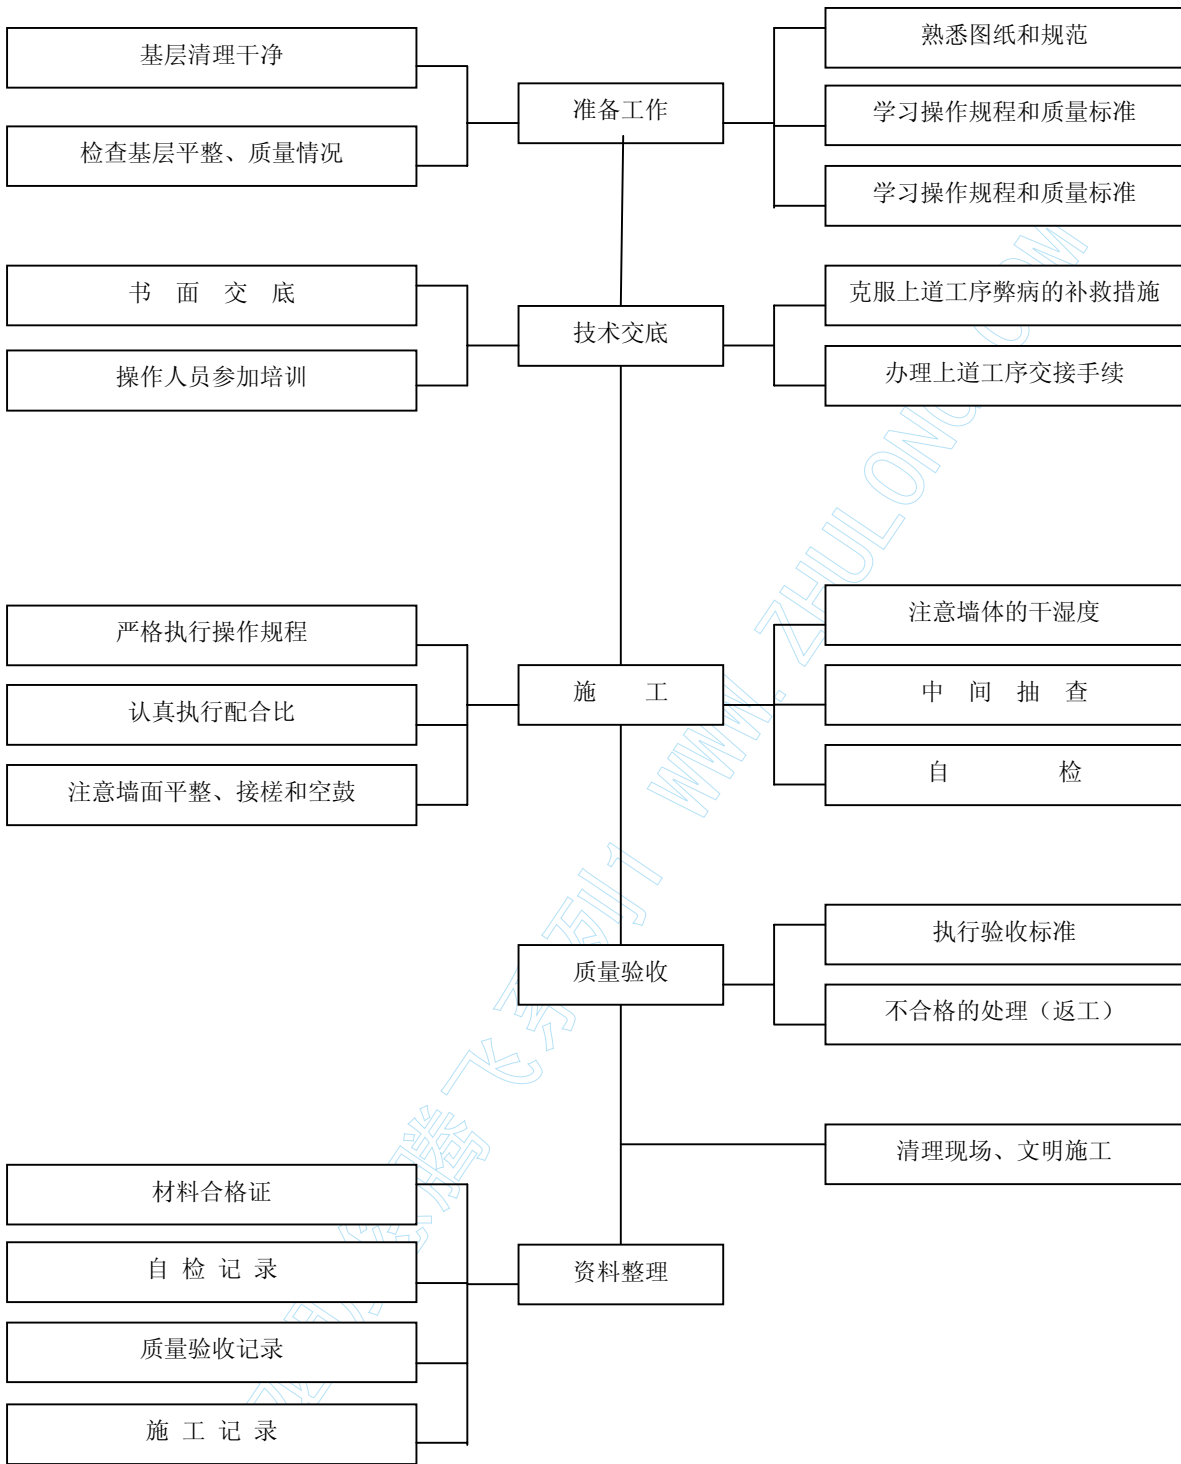 基层清理干净
熟悉图纸和规范
准备工作
学习操作规程和质量标准
检查基层平整、质量情况
学习操作规程和质量标准
书 面 交 底
克服上道工序弊病的补救措施
技术交底
操作人员参加培训
办理上道工序交接手续
严格执行操作规程
注意墙体的干湿度
施 工
中 间 抽 查
认真执行配合比
注意墙面平整、接槎和空鼓
自 检
执行验收标准
质量验收
不合格的处理（返工）
清理现场、文明施工
材料合格证
自 检 记 录
资料整理
质量验收记录
施 工 记 录
腾飞系列1 WWW.ZHULONG.COM